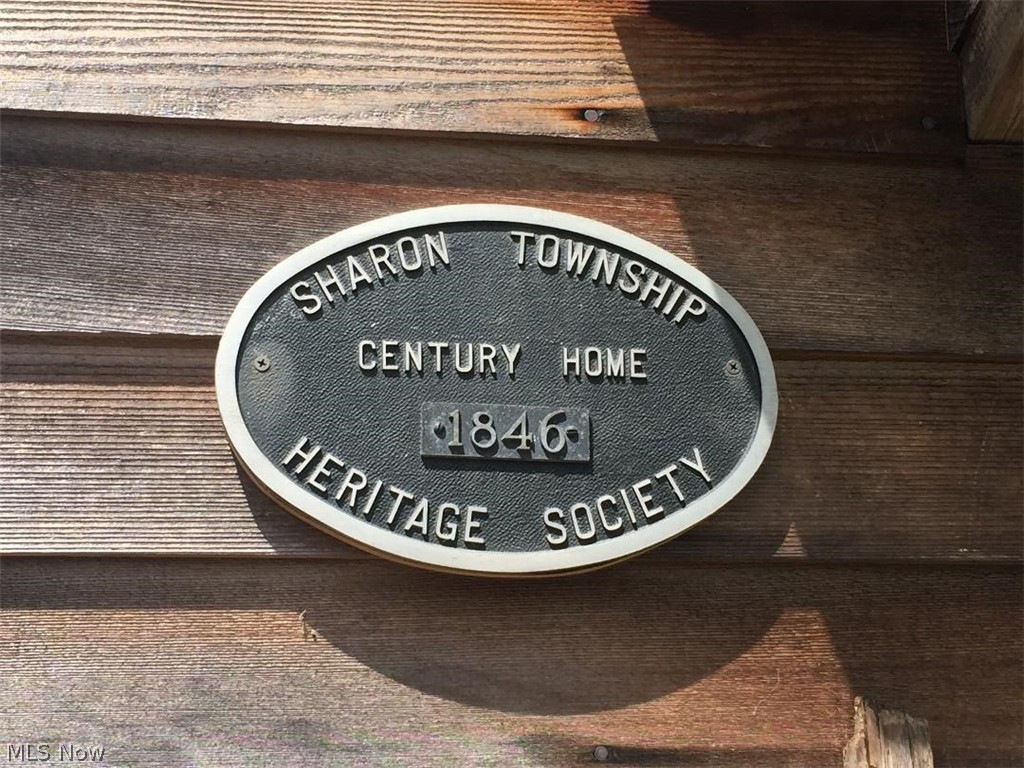 SHARON TOWNSHIP
CENTURY HOME
1846
HERITAGE SOCIETY
MLS Now